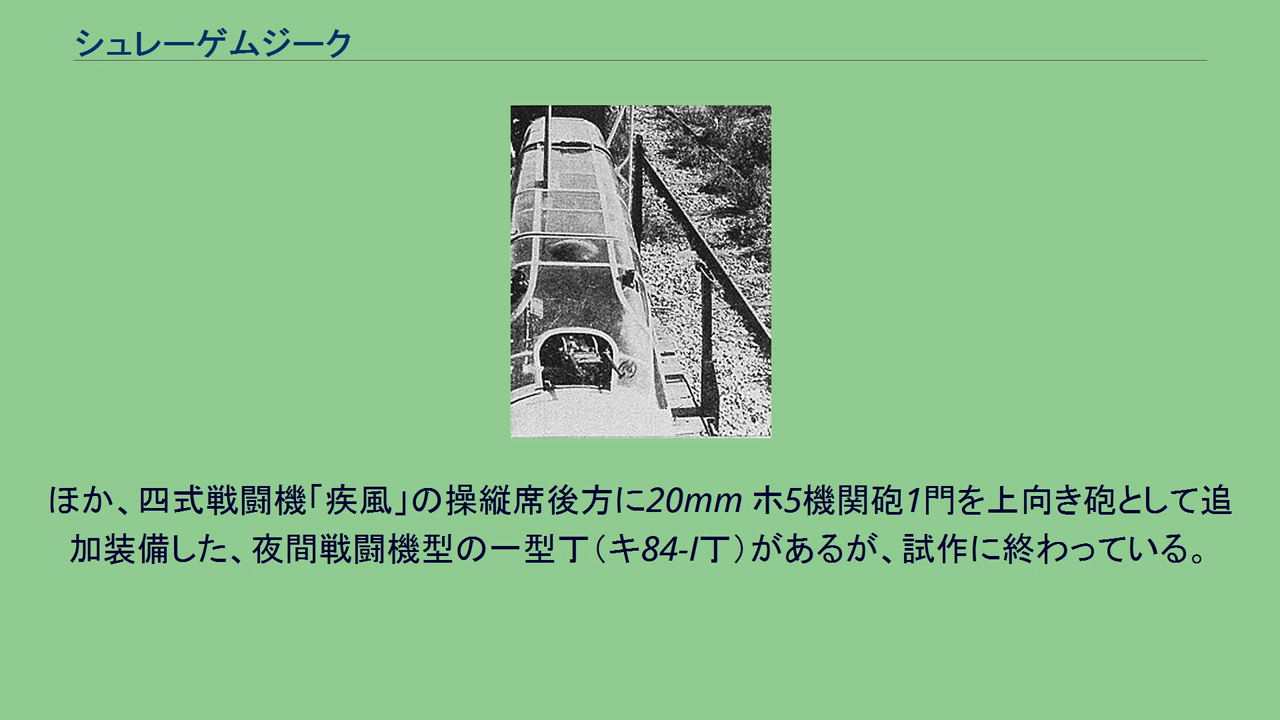 シュレーゲムジーク
ほか、四式戦闘機「疾風」の操縦席後方に20mm ホ5機関砲1門を上向き砲として追
加装備した、夜間戦闘機型の一型丁（キ84-I丁）があるが、試作に終わっている。